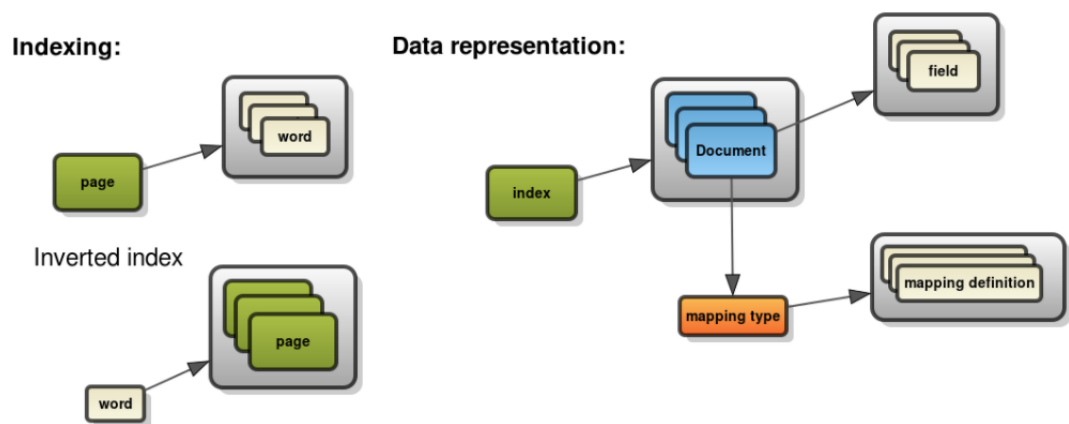 Indexing:
word
page
Inverted index
page
word
Data representation:
field
Document
index
mapping definition
mapping type